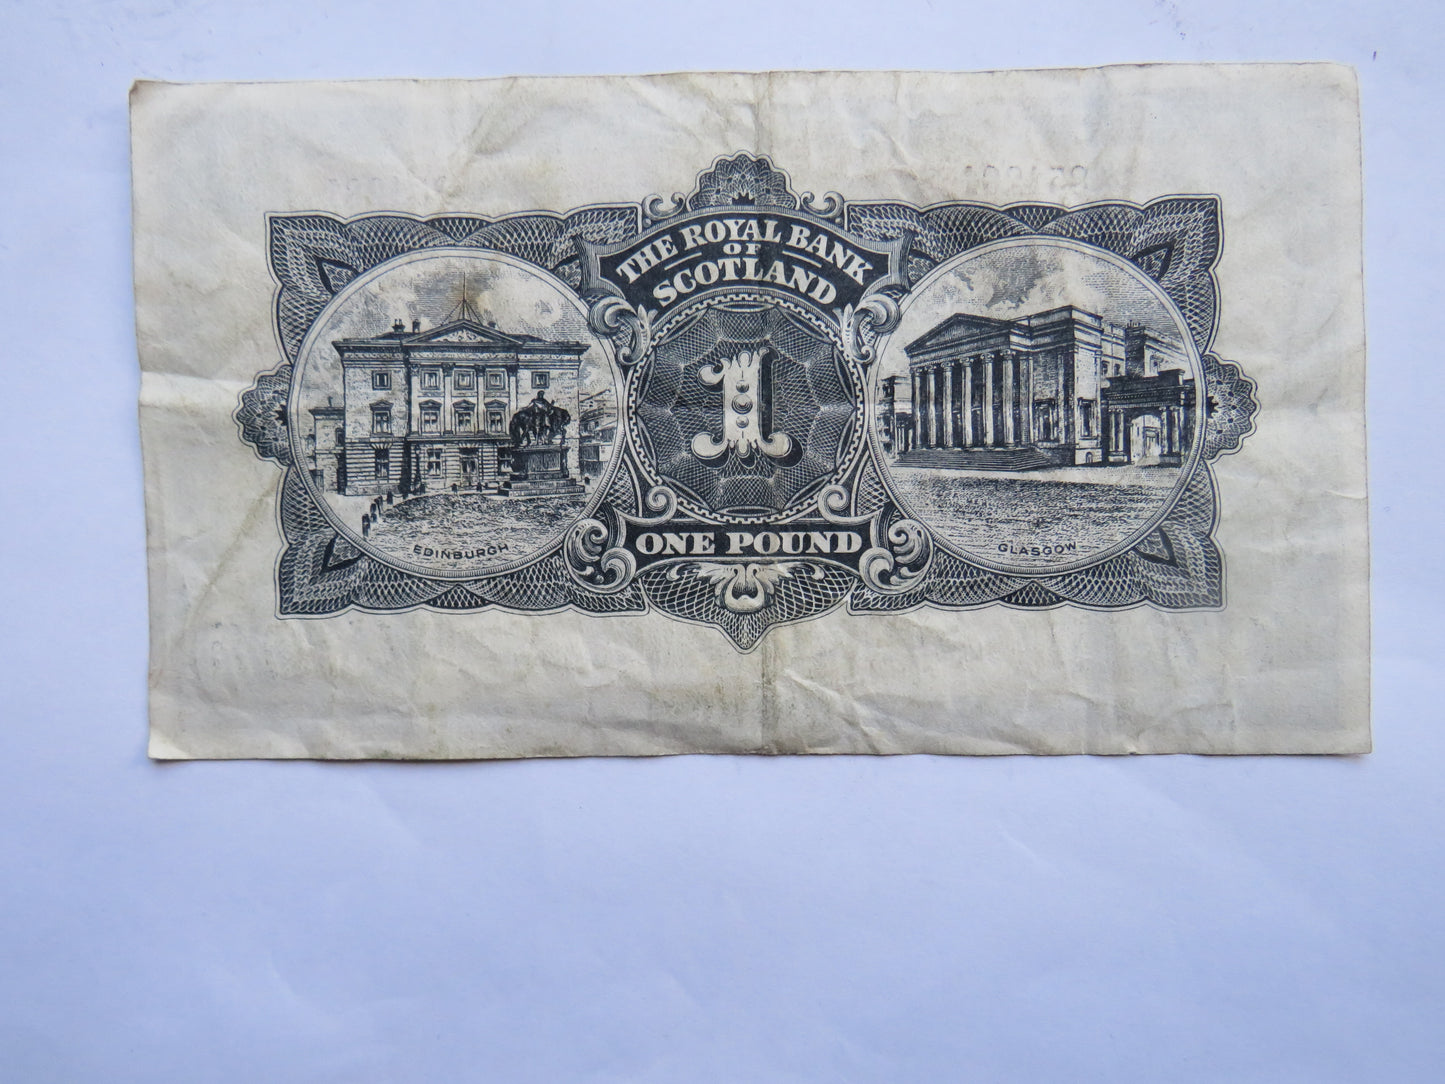 THE ROYAL BANK
OF
SCOTLAND
1
ONE POUND
EDINBURGH
GLASGOW